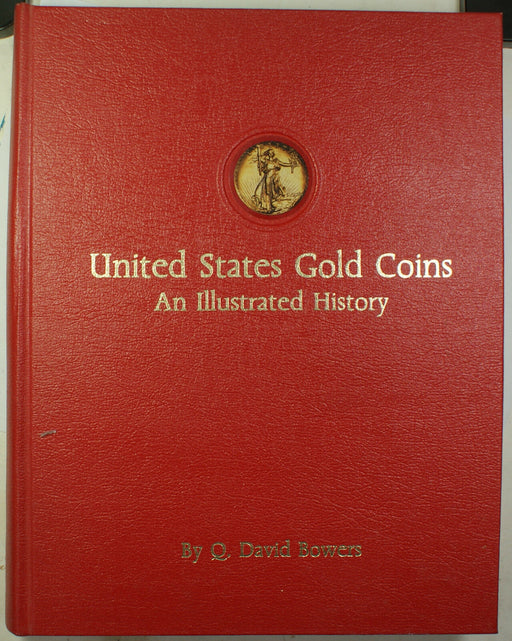 United States Gold Coins
An Illustrated History
By Q. David Bowers